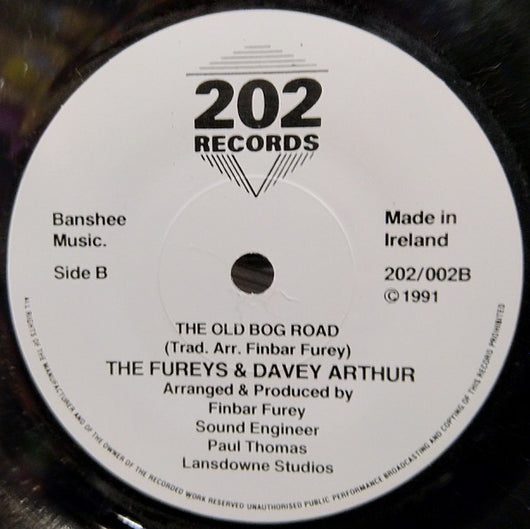 202
RECORDS
Banshee
Music.
Made in
Ireland
Side B
202/002B
© 1991
THE OLD BOG ROAD
(Trad. Arr. Finbar Furey)
THE FUREYS & DAVEY ARTHUR
Arranged & Produced by
Finbar Furey
Sound Engineer
Paul Thomas
Lansdowne Studios
ALL RIGHTS OF THE MANUFACTURER AND OF THE OWNER OF THE RECORDED WORK RESERVED UNAUTHORISED PUBLIC PERFORMANCE BROADCASTING AND COPYING OF THIS RECORD PROHIBITED